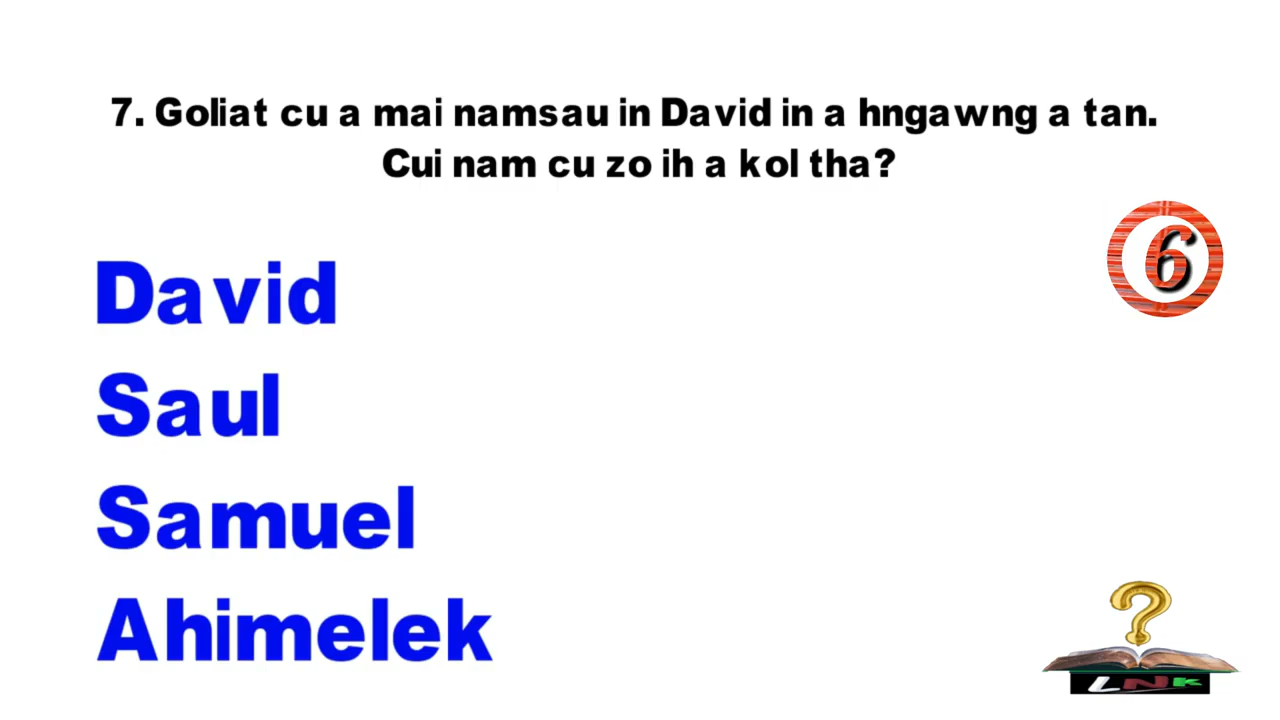 7. Goliat cu a mai namsau in David in a hngawng a tan.
Cui nam cu zo ih a kol tha?
6
David
Saul
Samuel
Ahimelek
?
LNK